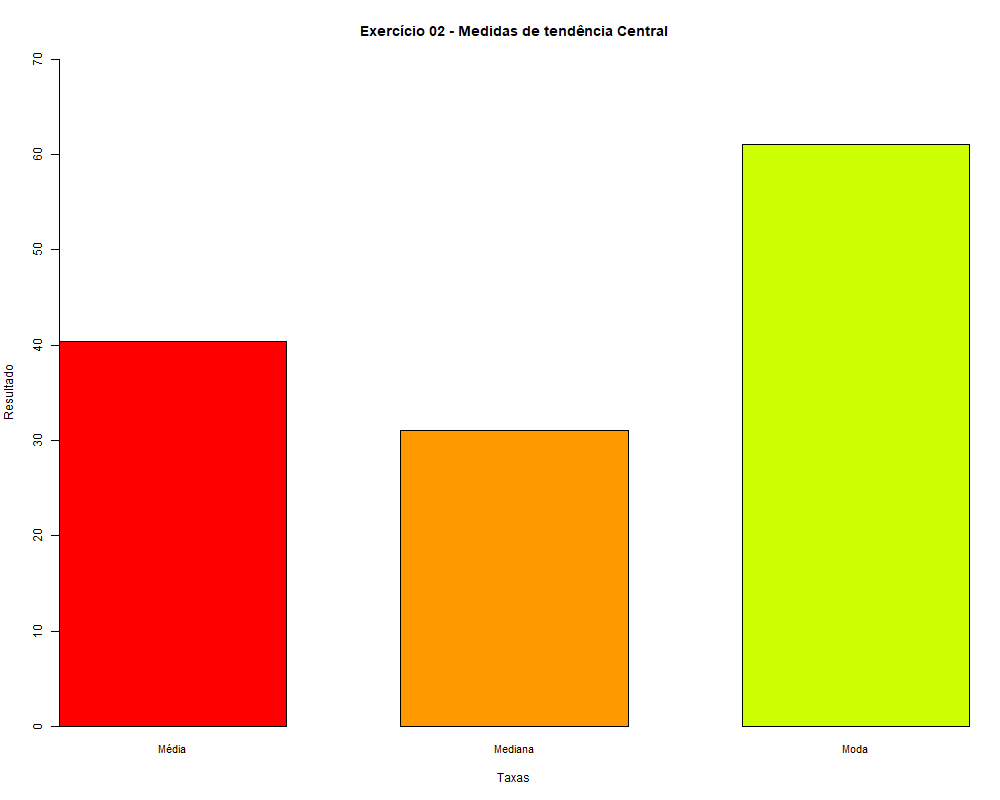 Exercício 02 - Medidas de tendência Central
70
60
50
40
30
20
10
0
Resultado
Média
Mediana
Moda
Taxas